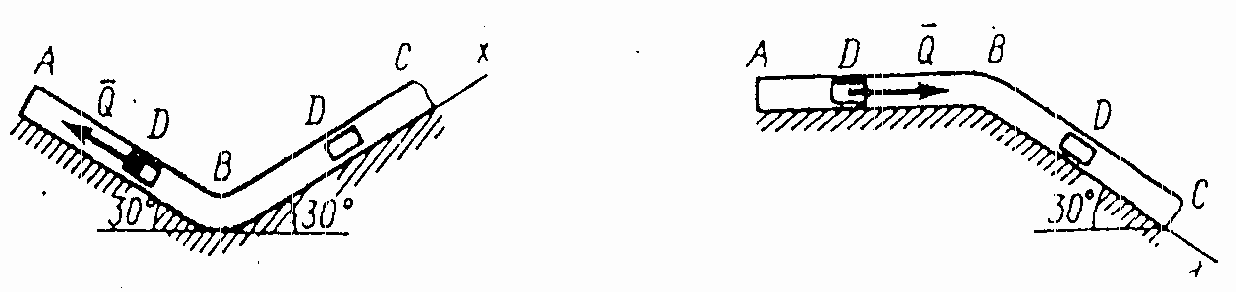 A Q̄ D B D C x
30° 30°
A D Q̄ B D C
30°